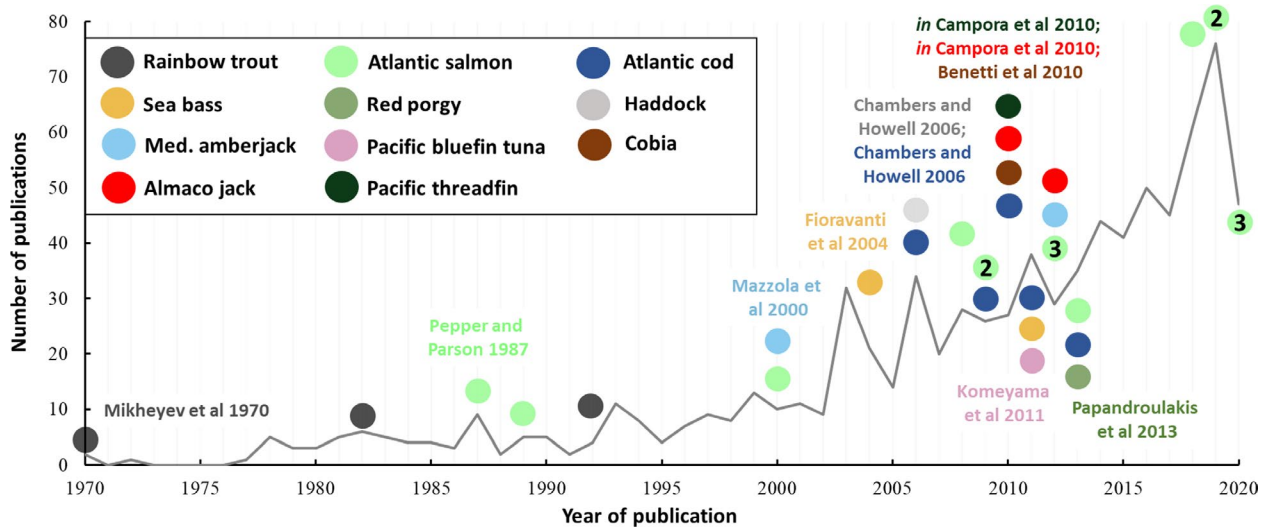 80
70
60
50
40
30
20
10
0
Number of publications
Rainbow trout
Atlantic salmon
Atlantic cod
Sea bass
Red porgy
Haddock
Med. amberjack
Pacific bluefin tuna
Cobia
Almaco jack
Pacific threadfin
in Campora et al 2010;
in Campora et al 2010;
Benetti et al 2010
Chambers and
Howell 2006;
Chambers and
Howell 2006
Fioravanti
et al 2004
Mazzola et
al 2000
Pepper and
Parson 1987
Mikheyev et al 1970
Komeyama
et al 2011
Papandroulakis
et al 2013
2
3
2
3
1970
1975
1980
1985
1990
1995
2000
2005
2010
2015
2020
Year of publication